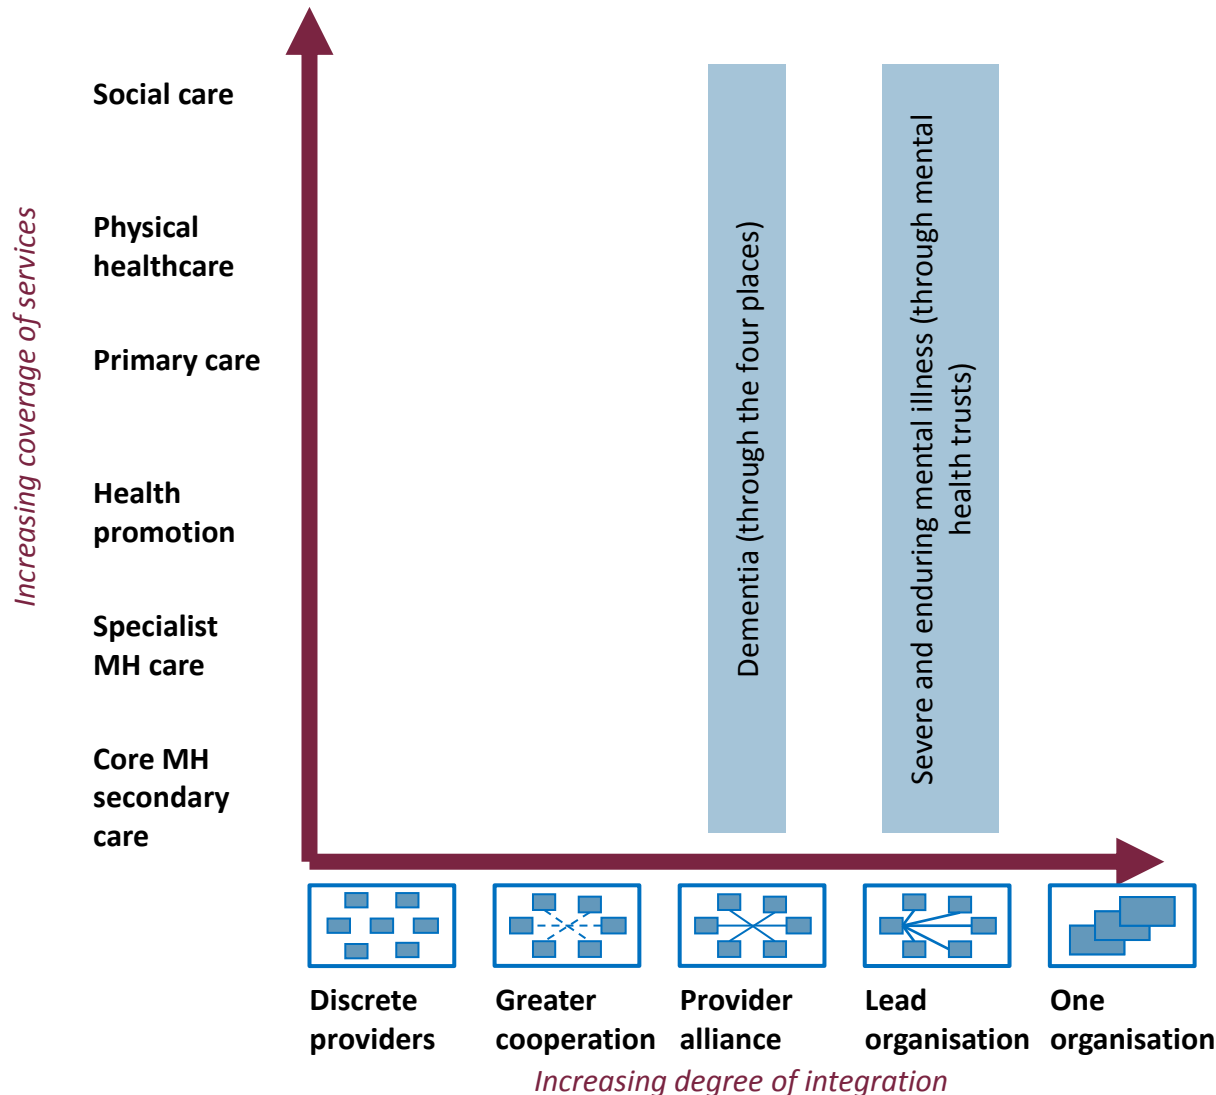 Increasing coverage of services
Social care
Physical
healthcare
Primary care
Health
promotion
Specialist
MH care
Core MH
secondary
care
Dementia (through the four places)
Severe and enduring mental illness (through mental
health trusts)
Discrete
providers
Greater
cooperation
Provider
alliance
Lead
organisation
One
organisation
Increasing degree of integration